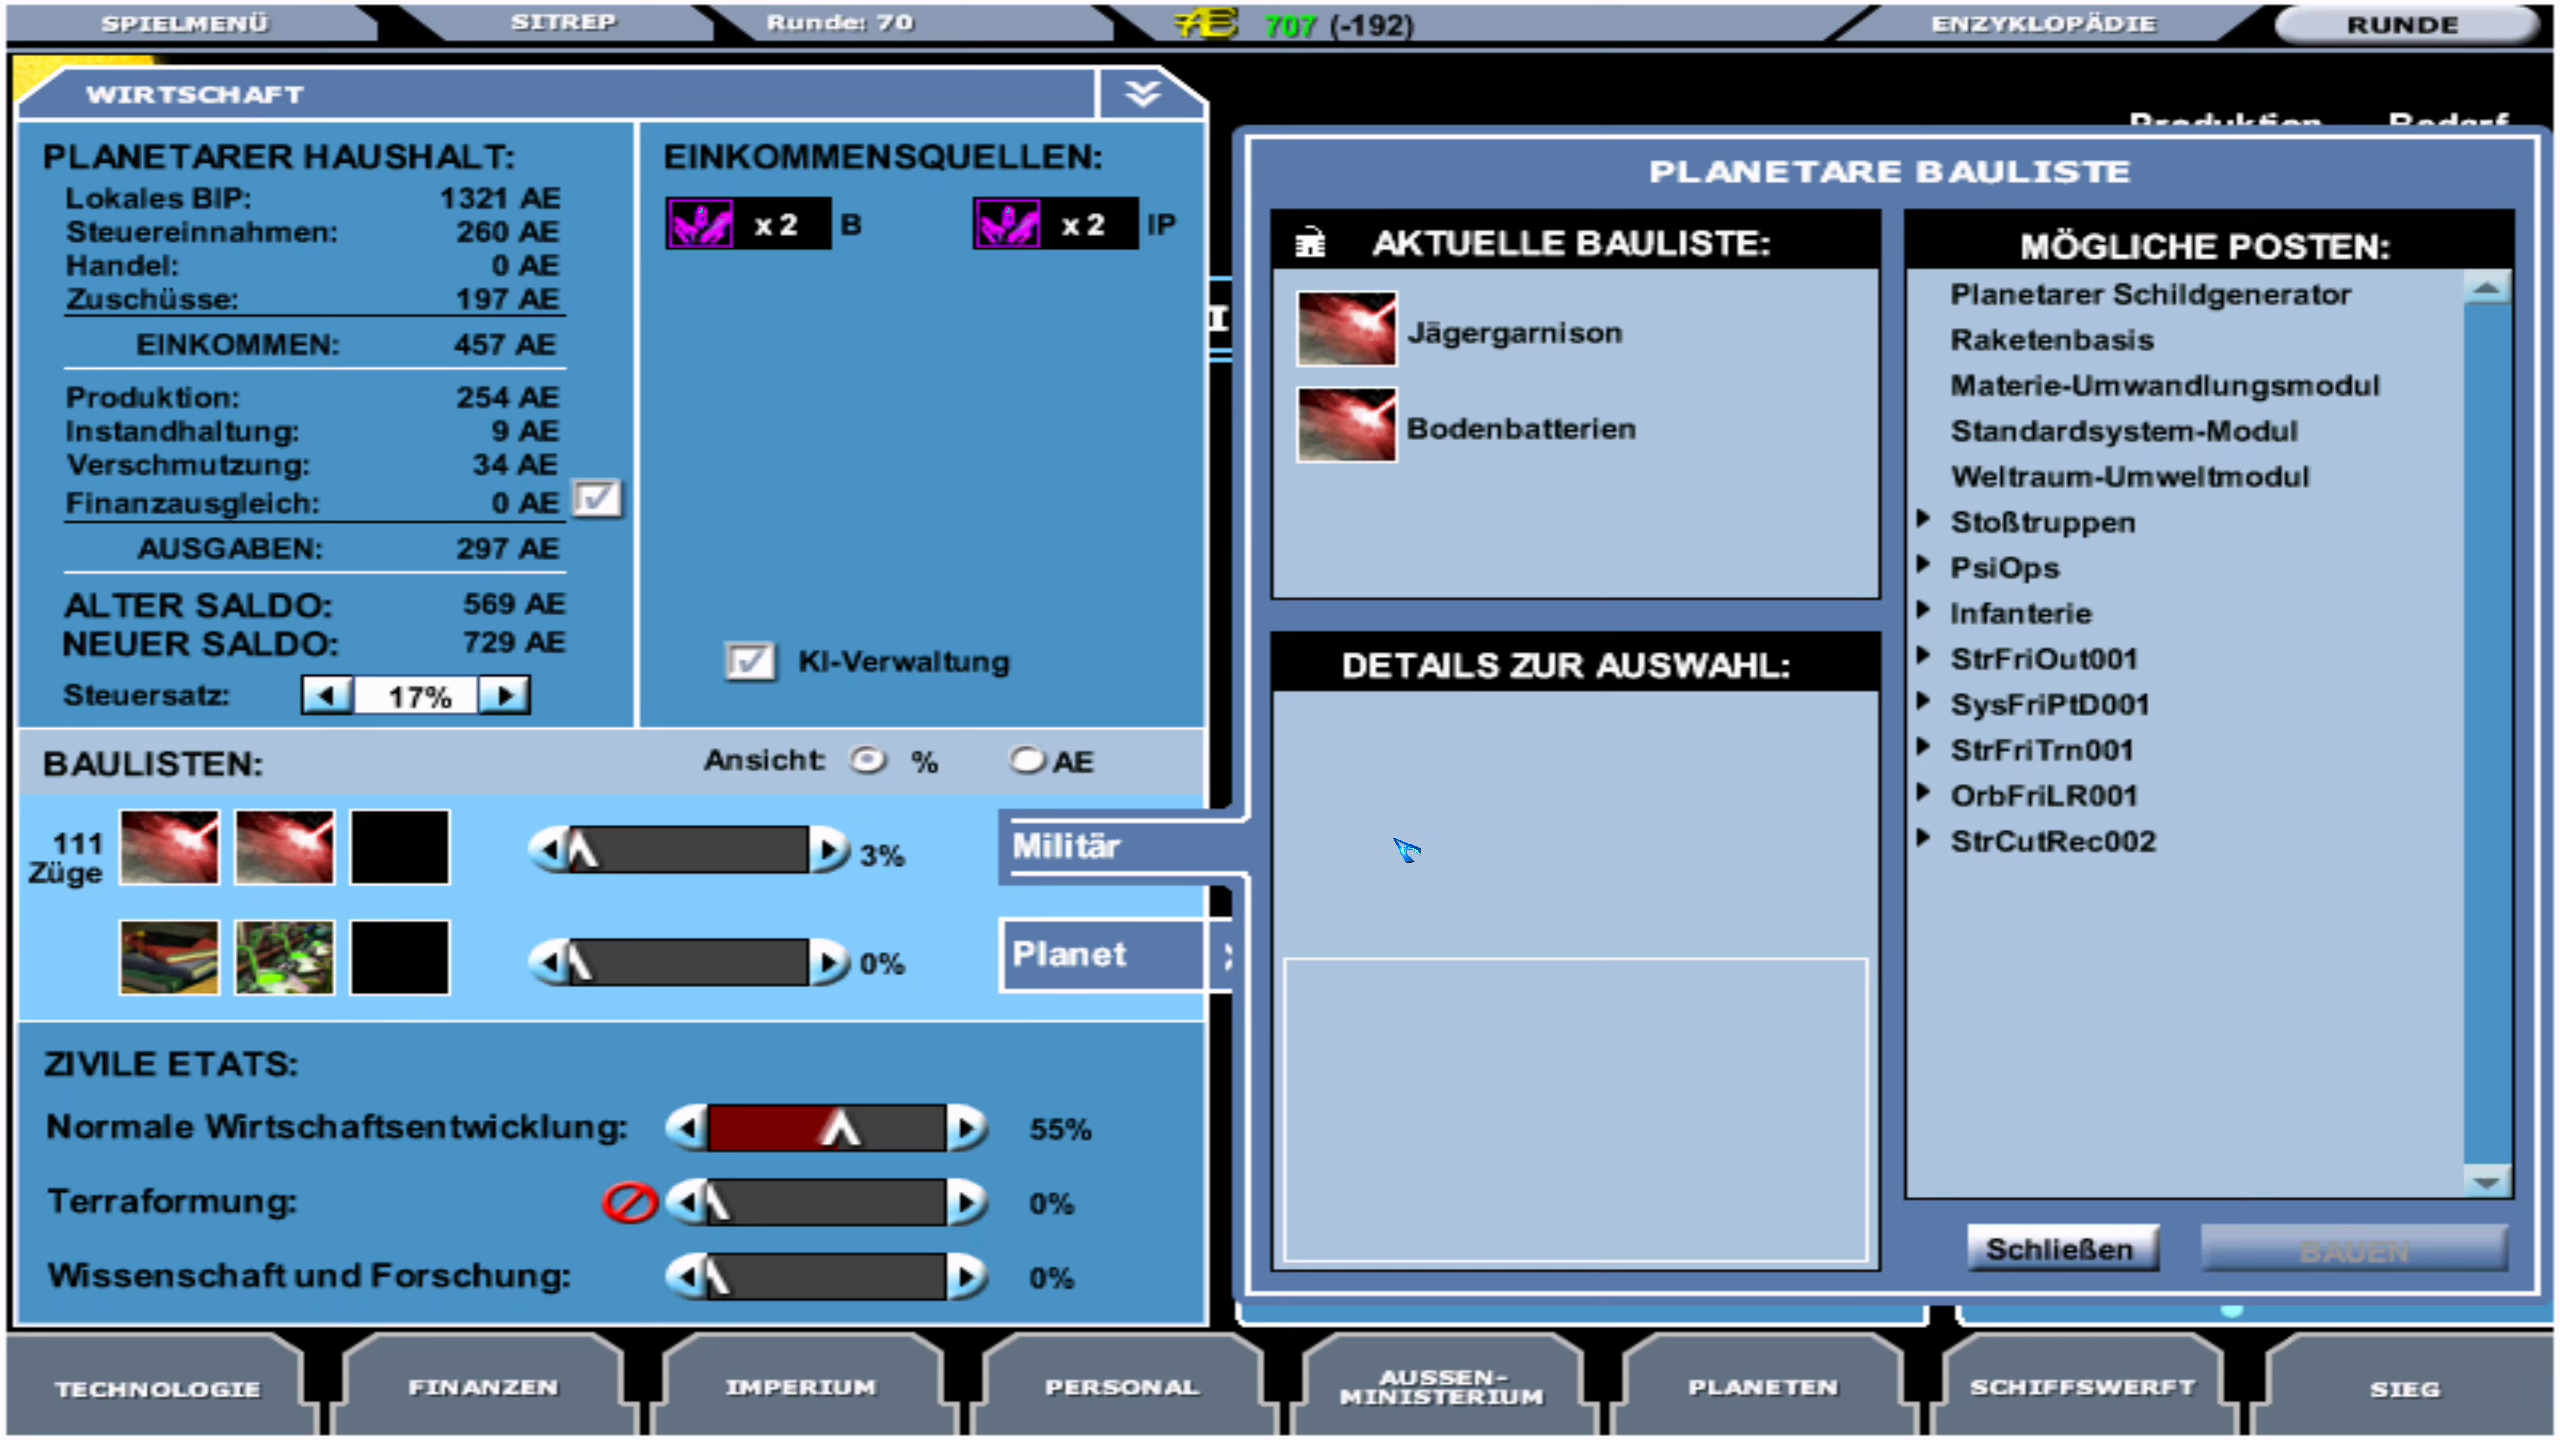 SPIELMENÜ
SITREP
Runde: 70
707 (-192)
ENZYKLOPÄDIE
RUNDE
WIRTSCHAFT
PLANETARER HAUSHALT:
Lokales BIP: 1321 AE
Steuereinnahmen: 260 AE
Handel: 0 AE
Zuschüsse: 197 AE
EINKOMMEN: 457 AE
Produktion: 254 AE
Instandhaltung: 9 AE
Verschmutzung: 34 AE
Finanzausgleich: 0 AE
AUSGABEN: 297 AE
ALTER SALDO: 569 AE
NEUER SALDO: 729 AE
Steuersatz: 17%
EINKOMMENSQUELLEN:
x 2 B
x 2 IP
KI-Verwaltung
BAULISTEN:
Ansicht: % AE
111
Züge
3%
Militär
0%
Planet
ZIVILE ETATS:
Normale Wirtschaftsentwicklung: 55%
Terraformung: 0%
Wissenschaft und Forschung: 0%
Produktion Bedarf
PLANETARE BAULISTE
AKTUELLE BAULISTE:
Jägergarnison
Bodenbatterien
DETAILS ZUR AUSWAHL:
MÖGLICHE POSTEN:
Planetarer Schildgenerator
Raketenbasis
Materie-Umwandlungsmodul
Standardsystem-Modul
Weltraum-Umweltmodul
Stoßtruppen
PsiOps
Infanterie
StrFriOut001
SysFriPtD001
StrFriTrn001
OrbFriLR001
StrCutRec002
Schließen
BAUEN
TECHNOLOGIE
FINANZEN
IMPERIUM
PERSONAL
AUSSEN-
MINISTERIUM
PLANETEN
SCHIFFSWERFT
SIEG